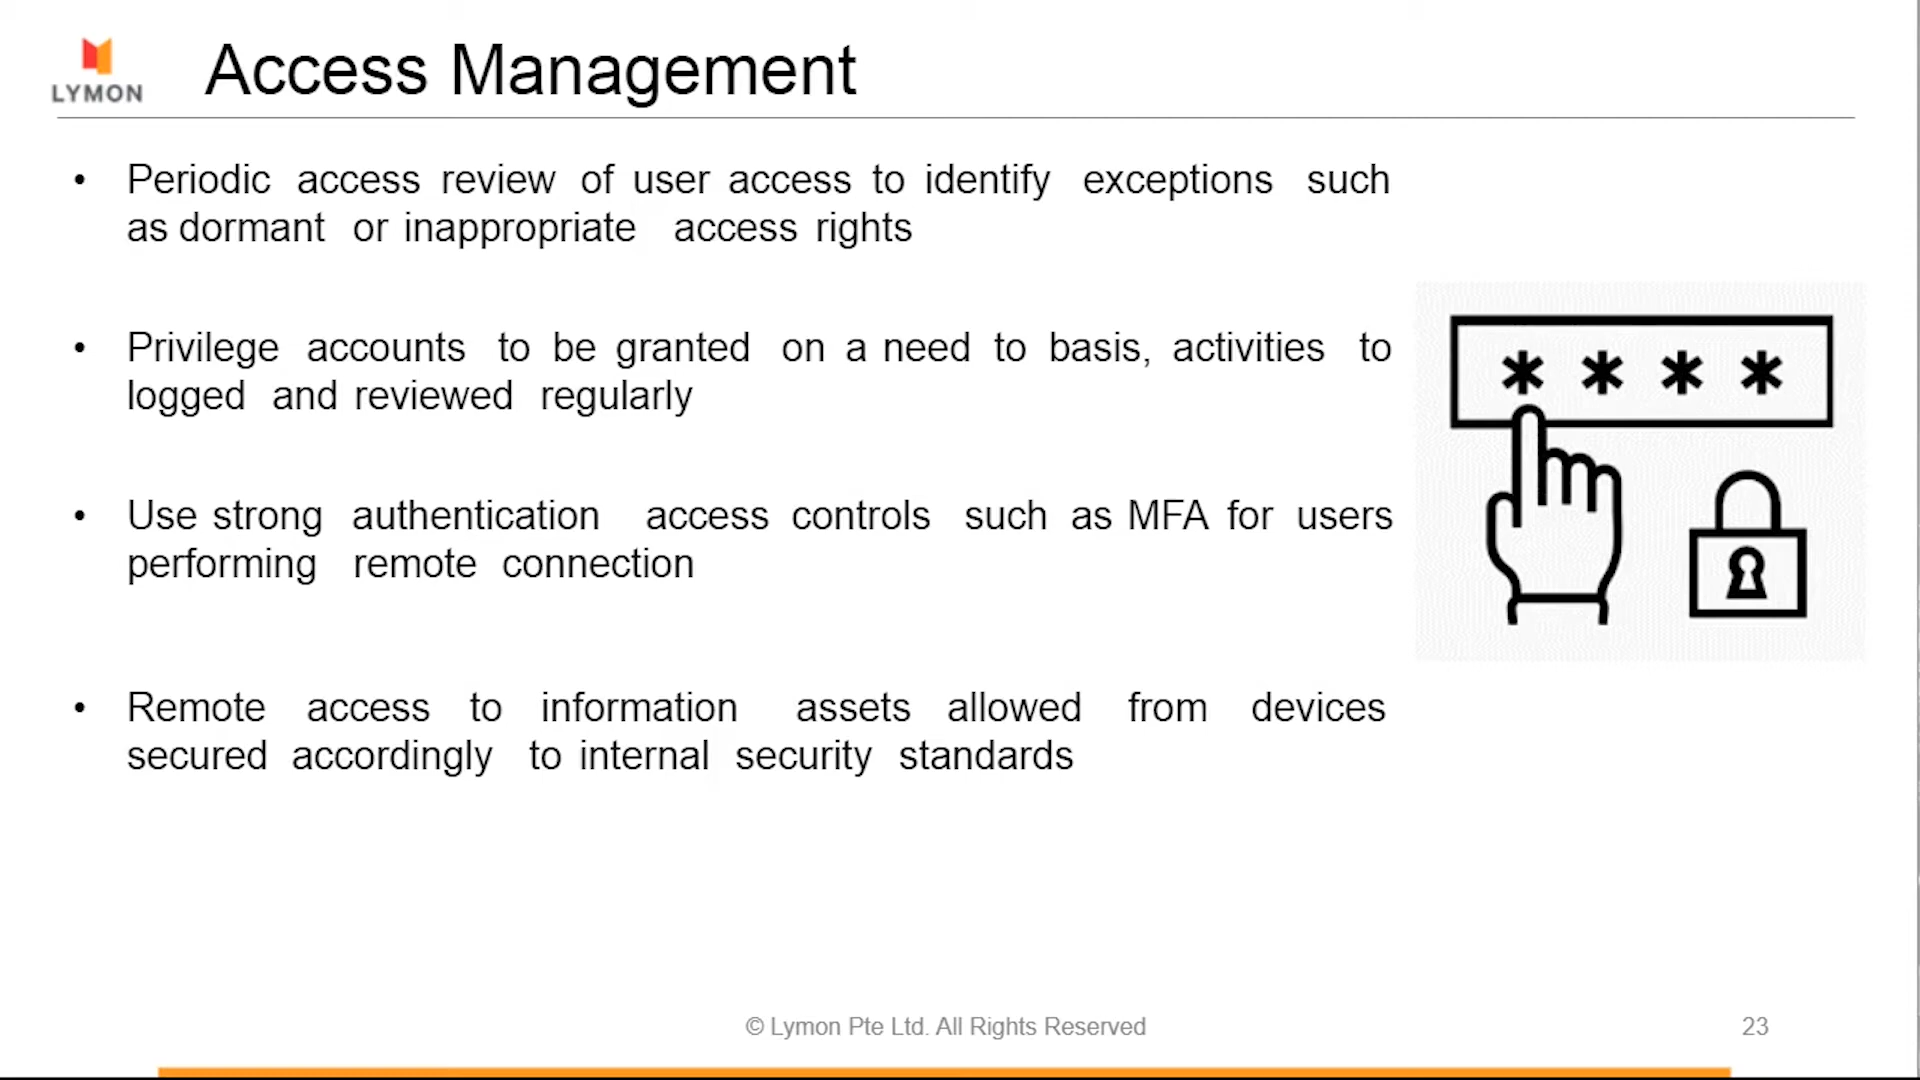 LYMON
Access Management
• Periodic access review of user access to identify exceptions such
as dormant or inappropriate access rights
• Privilege accounts to be granted on a need to basis, activities to
logged and reviewed regularly
• Use strong authentication access controls such as MFA for users
performing remote connection
• Remote access to information assets allowed from devices
secured accordingly to internal security standards
* * * *
© Lymon Pte Ltd. All Rights Reserved
23